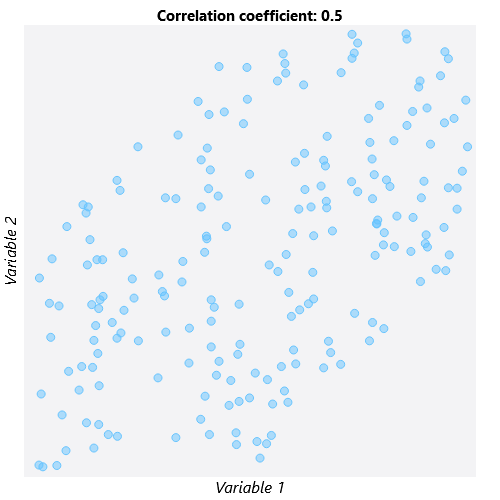 Correlation coefficient: 0.5
Variable 2
Variable 1